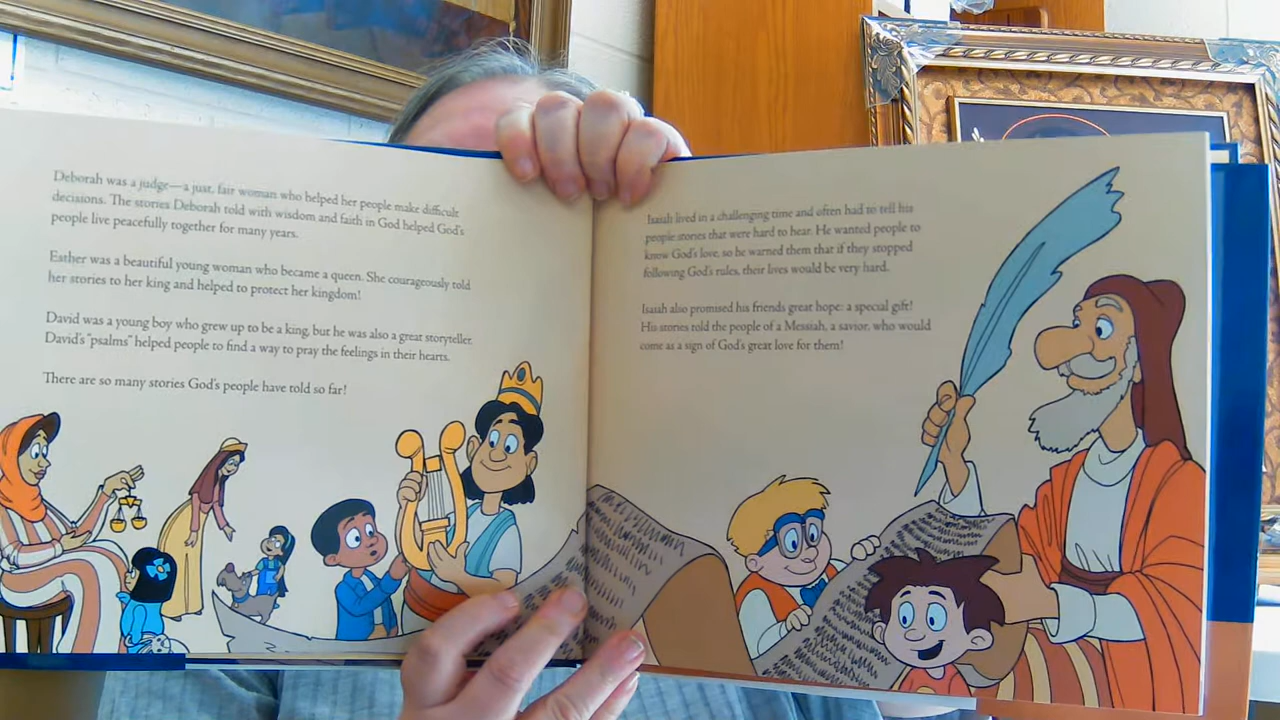 Deborah was a judge—a just, fair woman who helped her people make difficult
decisions. The stories Deborah told with wisdom and faith in God helped God's
people live peacefully together for many years.
Esther was a beautiful young woman who became a queen. She courageously told
her stories to her king and helped to protect her kingdom!
David was a young boy who grew up to be a king, but he was also a great storyteller.
David's "psalms" helped people to find a way to pray the feelings in their hearts.
There are so many stories God's people have told so far!
Isaiah lived in a challenging time and often had to tell his
people stories that were hard to hear. He wanted people to
know God's love, so he warned them that if they stopped
following God's rules, their lives would be very hard.
Isaiah also promised his friends great hope: a special gift!
His stories told the people of a Messiah, a savior, who would
come as a sign of God's great love for them!